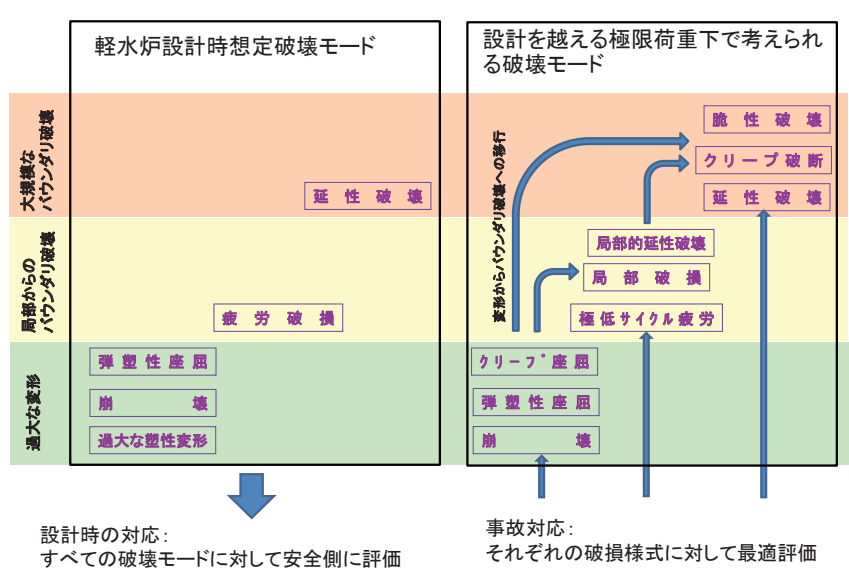 軽水炉設計時想定破壊モード
設計を越える極限荷重下で考えられ
る破壊モード
大規模な
バウンダリ破壊
局部からの
バウンダリ破壊
過大な変形
延性破壊
疲労破損
弾塑性座屈
崩壊
過大な塑性変形
変形からバウンダリ破壊への移行
脆性破壊
クリープ破断
延性破壊
局部的延性破壊
局部破損
極低サイクル疲労
クリープ座屈
弾塑性座屈
崩壊
設計時の対応:
すべての破壊モードに対して安全側に評価
事故対応:
それぞれの破損様式に対して最適評価